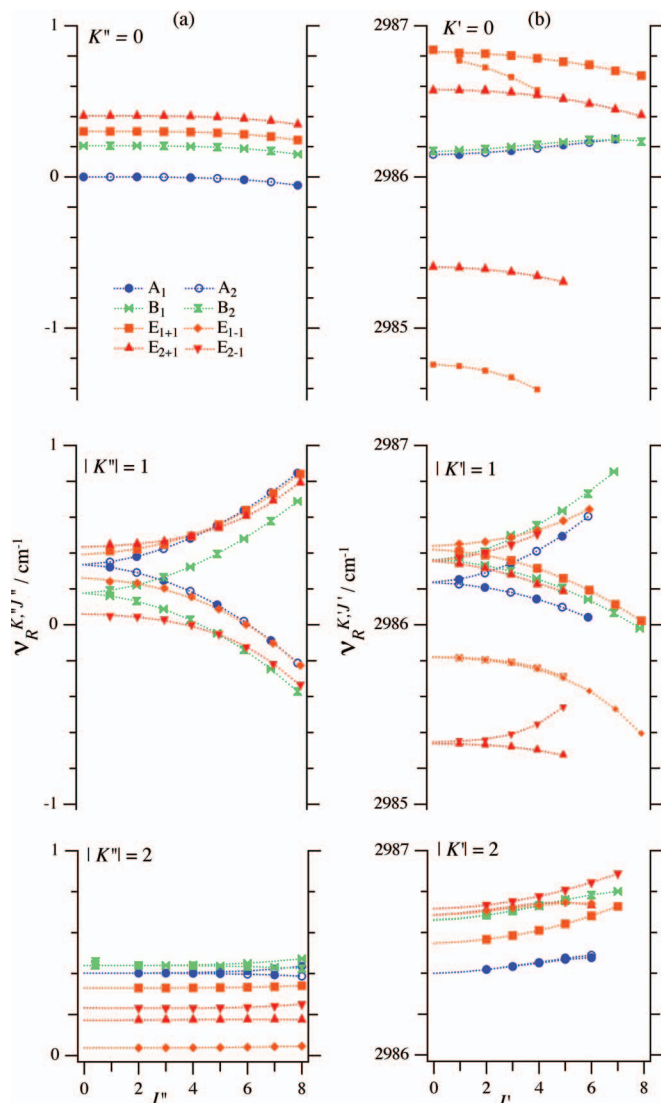 (a) (b)
K" = 0 K' = 0
1 2987
0 2986
-1 2985
A1 A2
B1 B2
E1+1 E1-1
E2+1 E2-1
1 2987
| K" | = 1 | K' | = 1
0 2986
-1 2985
νR^K",J" / cm-1 νR^K',J' / cm-1
1 2987
| K" | = 2 | K' | = 2
0 2986
0 2 4 6 8 0 2 4 6 8
J" J'